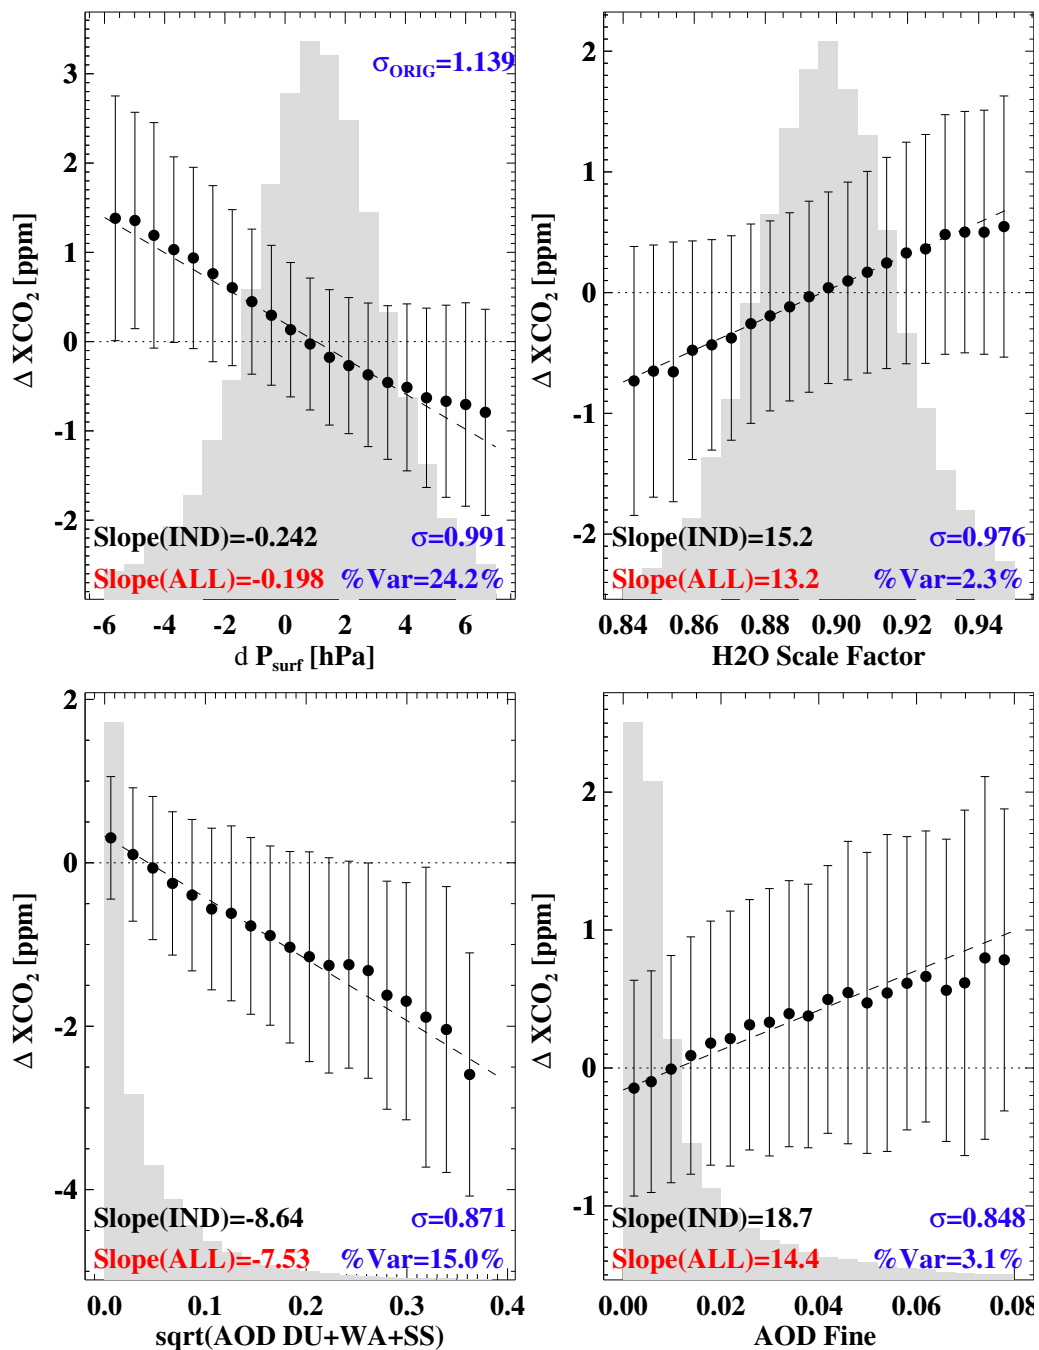 σORIG=1.139
3
2
1
0
-1
-2
Δ XCO2 [ppm]
Slope(IND)=-0.242
σ=0.991
Slope(ALL)=-0.198
%Var=24.2%
-6 -4 -2 0 2 4 6
d Psurf [hPa]
2
1
0
-1
-2
Δ XCO2 [ppm]
Slope(IND)=15.2
σ=0.976
Slope(ALL)=13.2
%Var=2.3%
0.84 0.86 0.88 0.90 0.92 0.94
H2O Scale Factor
2
0
-2
-4
Δ XCO2 [ppm]
Slope(IND)=-8.64
σ=0.871
Slope(ALL)=-7.53
%Var=15.0%
0.0 0.1 0.2 0.3 0.4
sqrt(AOD DU+WA+SS)
2
1
0
-1
Δ XCO2 [ppm]
Slope(IND)=18.7
σ=0.848
Slope(ALL)=14.4
%Var=3.1%
0.00 0.02 0.04 0.06 0.08
AOD Fine